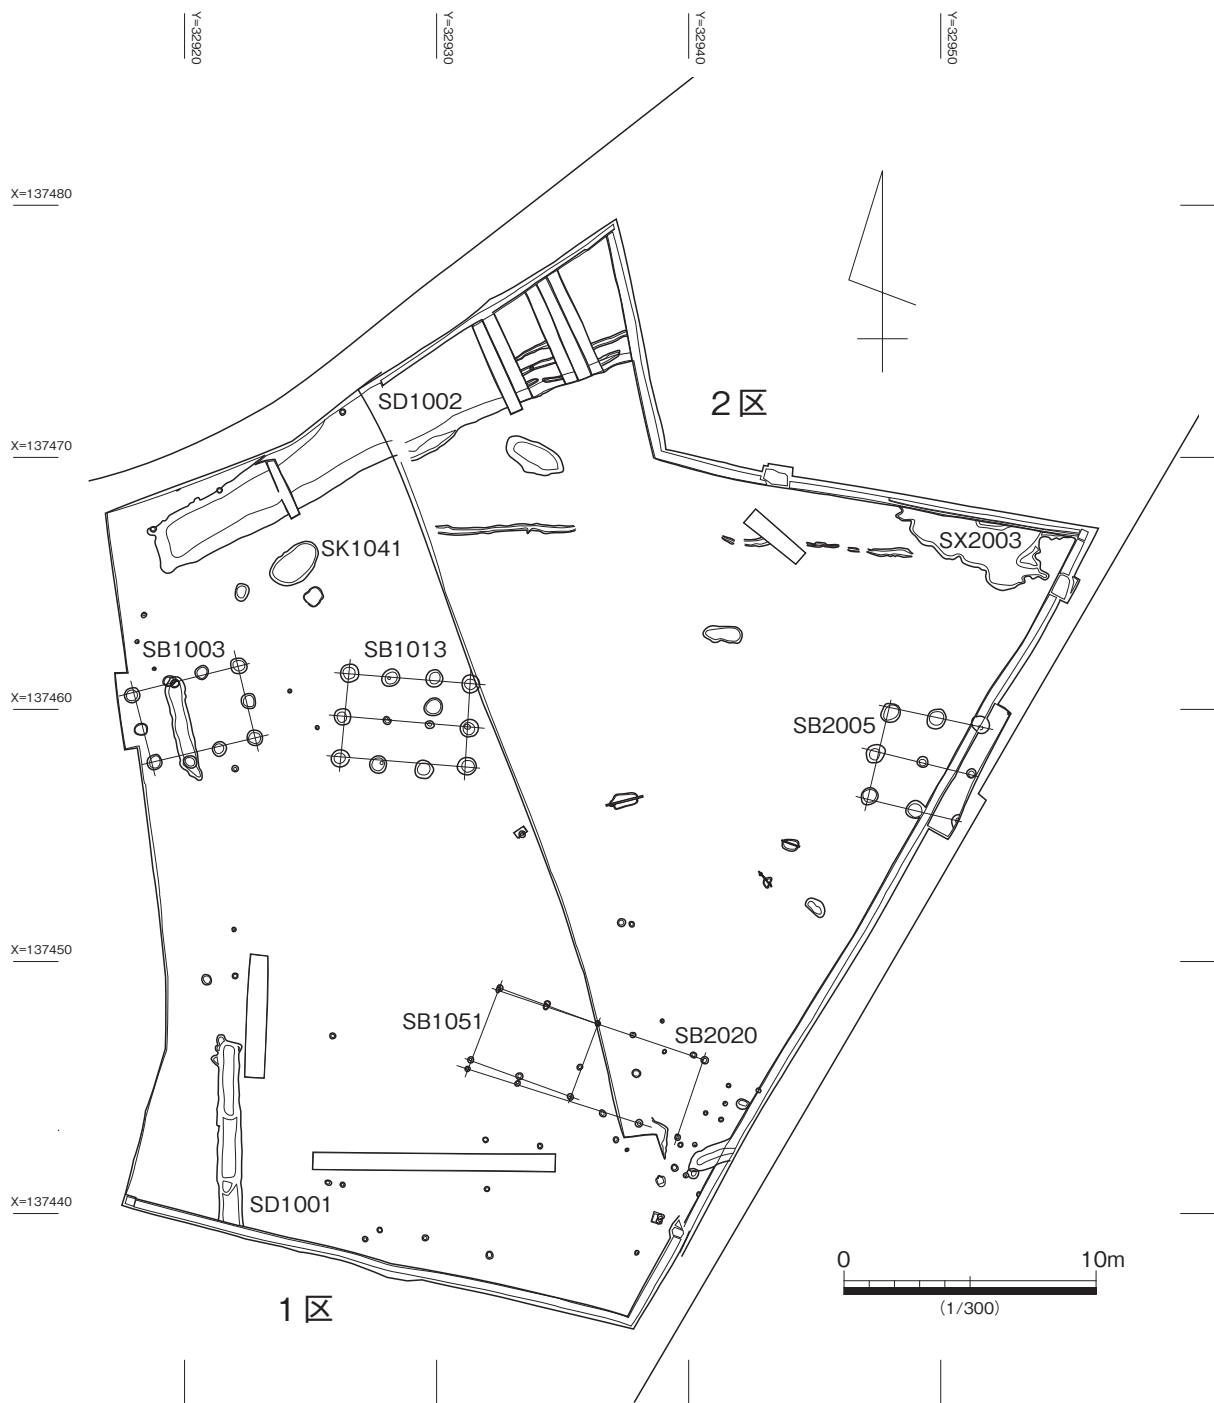 Y=32920
Y=32930
Y=32940
Y=32950
X=137480
2区
SD1002
X=137470
SK1041
SX2003
SB1003
SB1013
X=137460
SB2005
X=137450
SB1051
SB2020
X=137440
SD1001
0
10m
(1/300)
1区